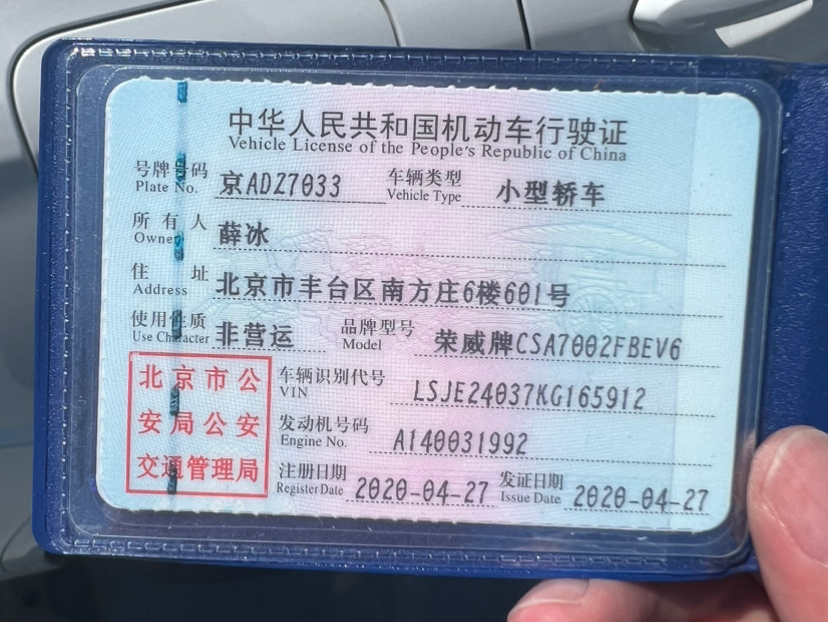 中华人民共和国机动车行驶证
Vehicle License of the People's Republic of China
号牌号码 京ADZ7033 车辆类型 小型轿车
Plate No. Vehicle Type
所有人 薛冰
Owner
住址 北京市丰台区南方庄6楼601号
Address
使用性质 非营运 品牌型号 荣威牌CSA7002FBEV6
Use Character Model
北京市公
安局公安
交通管理局
车辆识别代号 LSJE24037KG165912
VIN
发动机号码 A140031992
Engine No.
注册日期 2020-04-27 发证日期 2020-04-27
Register Date Issue Date